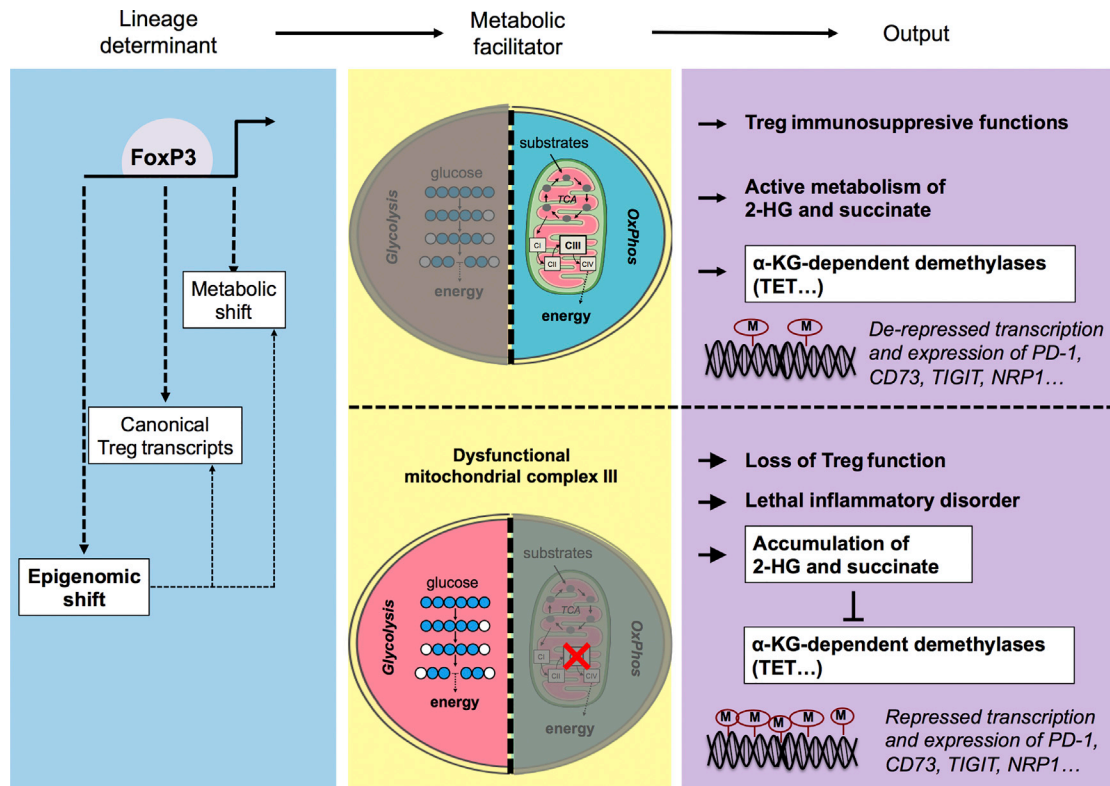 Lineage
determinant
Metabolic
facilitator
Output
FoxP3
Metabolic
shift
Canonical
Treg transcripts
Epigenomic
shift
Glycolysis
glucose
energy
substrates
TCA
CI
CII
CIII
CIV
energy
OxPhos
Treg immunosuppresive functions
Active metabolism of
2-HG and succinate
α-KG-dependent demethylases
(TET…)
M
M
De-repressed transcription
and expression of PD-1,
CD73, TIGIT, NRP1…
Dysfunctional
mitochondrial complex III
Glycolysis
glucose
energy
substrates
TCA
CI
CII
CIV
energy
OxPhos
Loss of Treg function
Lethal inflammatory disorder
Accumulation of
2-HG and succinate
α-KG-dependent demethylases
(TET…)
M
M
M
M
M
Repressed transcription
and expression of PD-1,
CD73, TIGIT, NRP1…